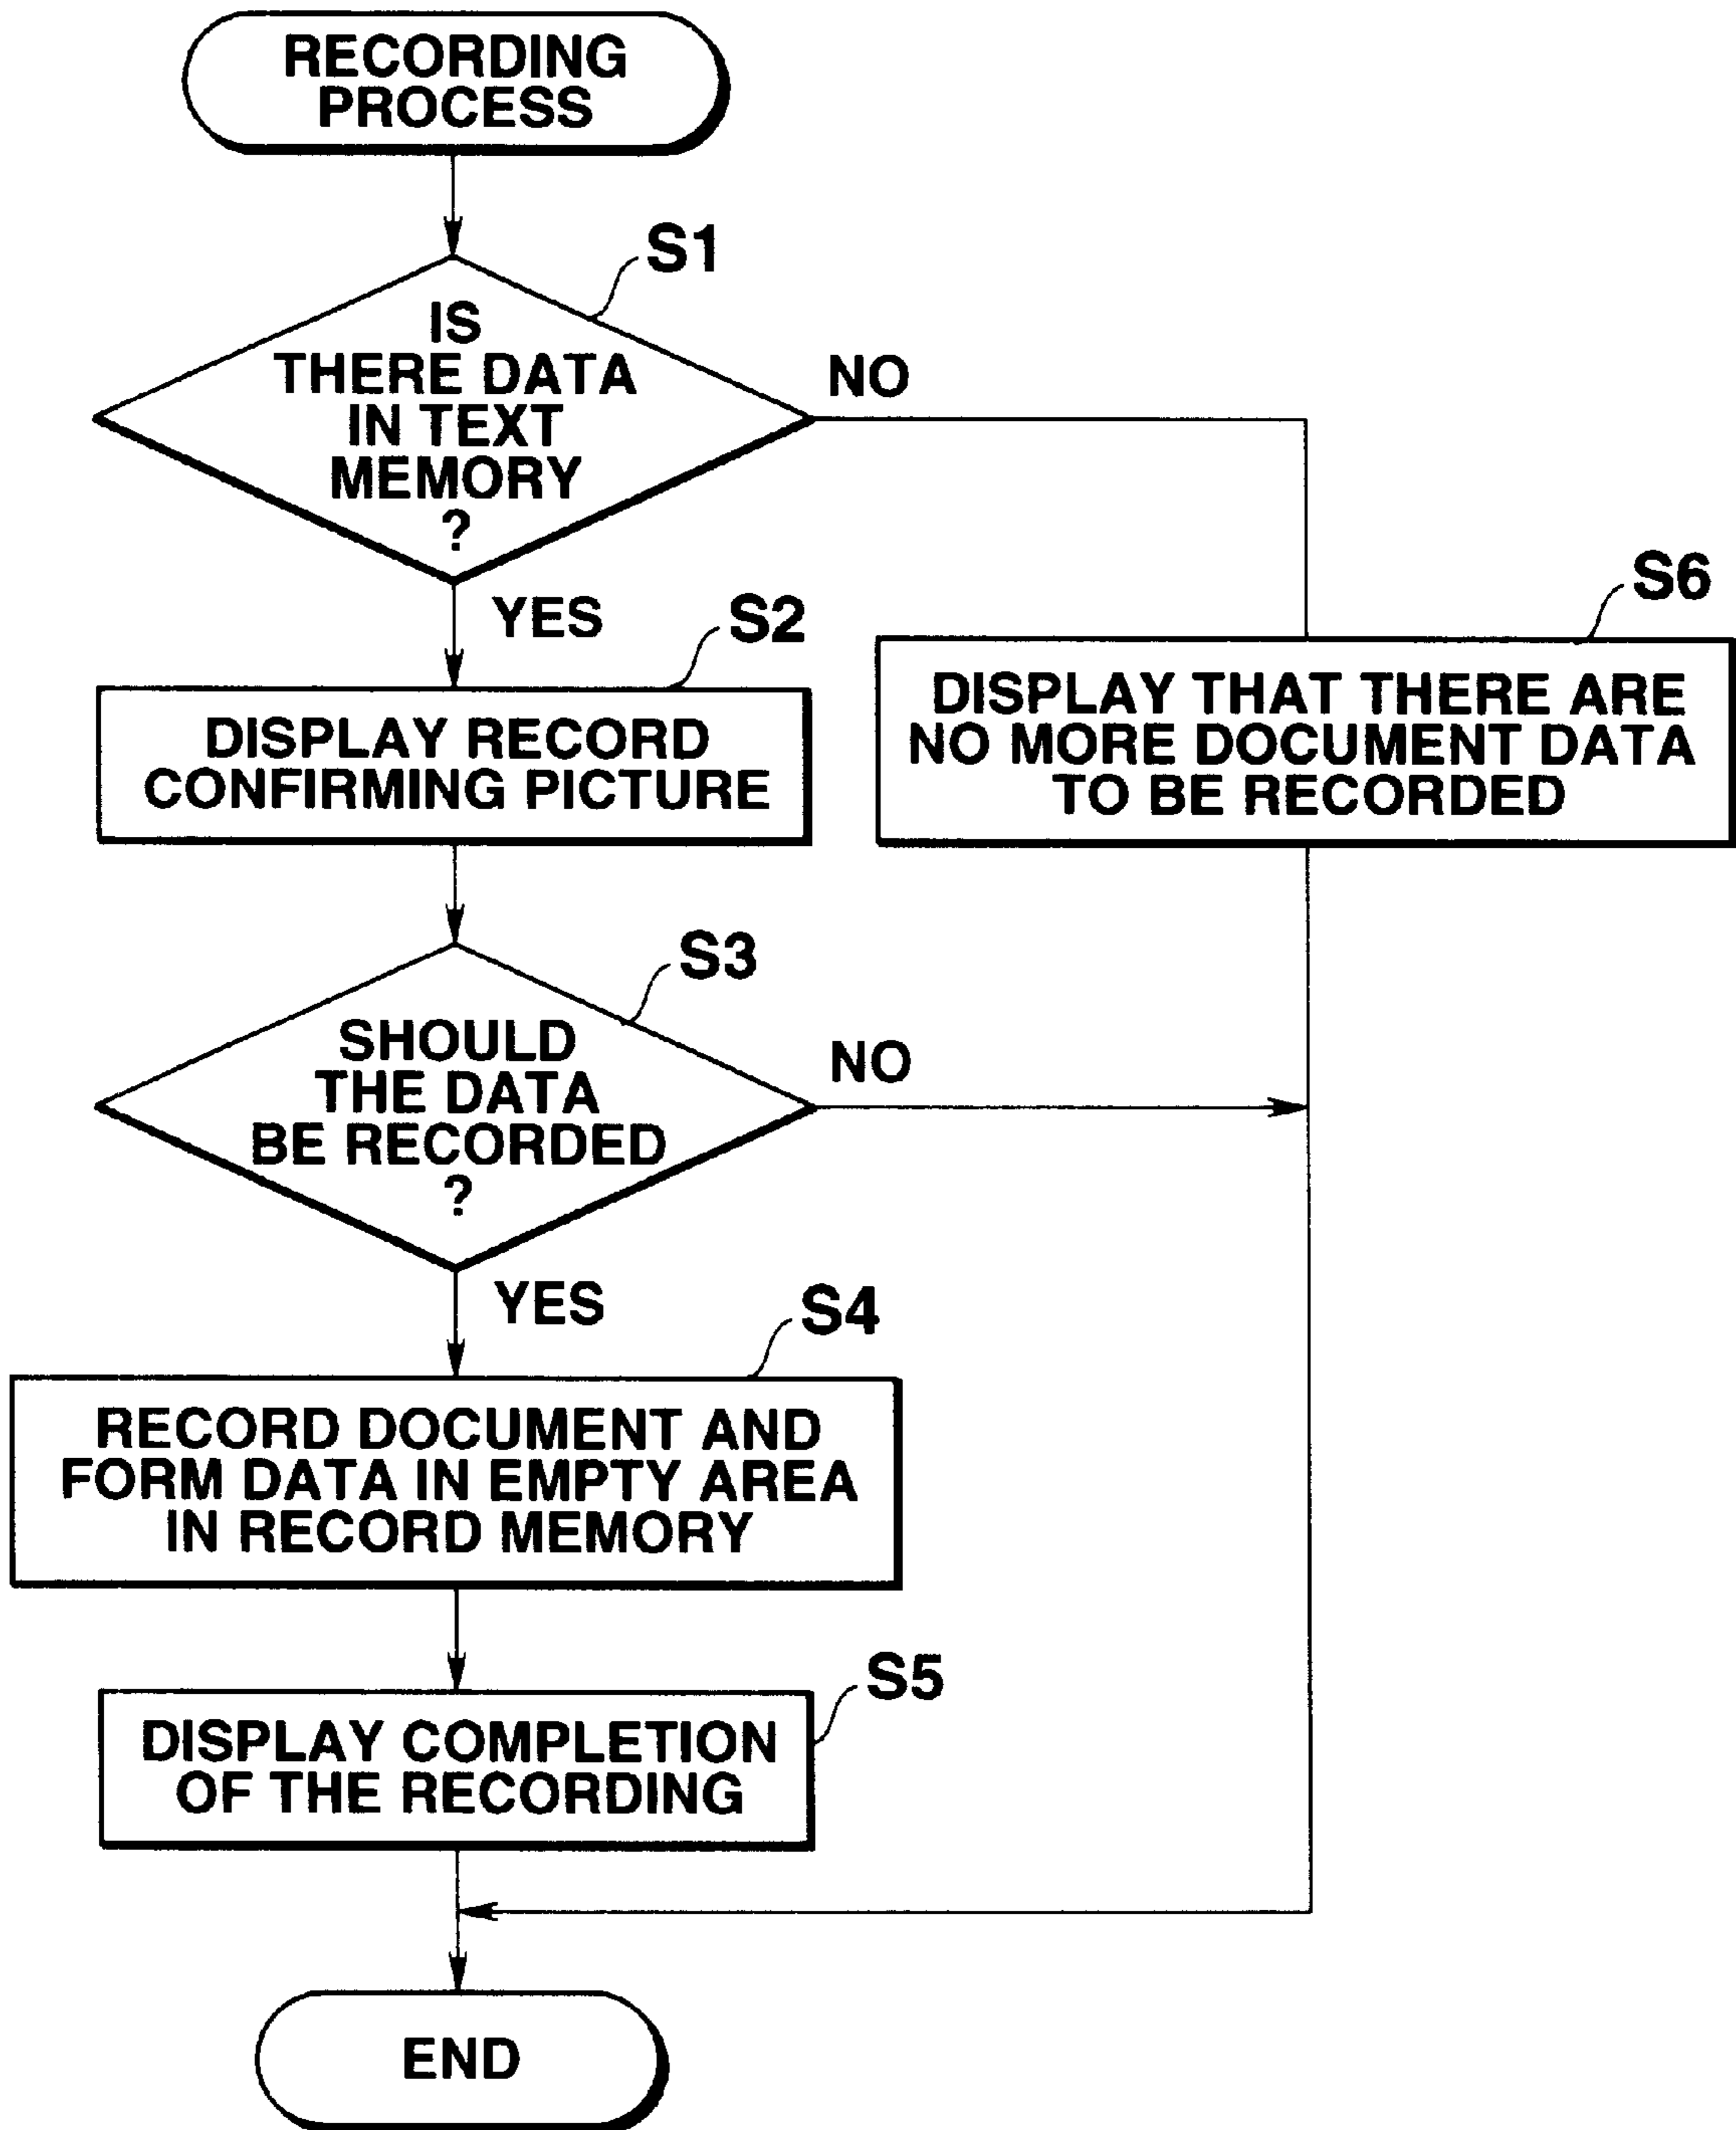 RECORDING
PROCESS
S1
IS
THERE DATA
IN TEXT
MEMORY
?
NO
YES
S2
DISPLAY RECORD
CONFIRMING PICTURE
S6
DISPLAY THAT THERE ARE
NO MORE DOCUMENT DATA
TO BE RECORDED
S3
SHOULD
THE DATA
BE RECORDED
?
NO
YES
S4
RECORD DOCUMENT AND
FORM DATA IN EMPTY AREA
IN RECORD MEMORY
S5
DISPLAY COMPLETION
OF THE RECORDING
END